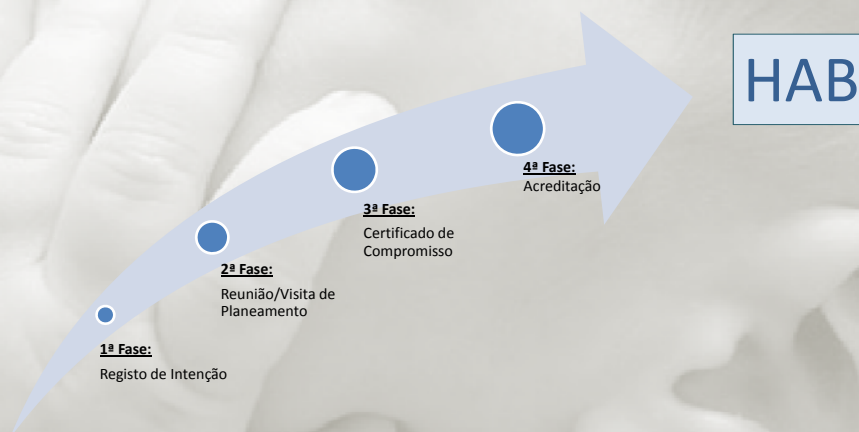 HAB
4ª Fase:
Acreditação
3ª Fase:
Certificado de
Compromisso
2ª Fase:
Reunião/Visita de
Planeamento
1ª Fase:
Registo de Intenção